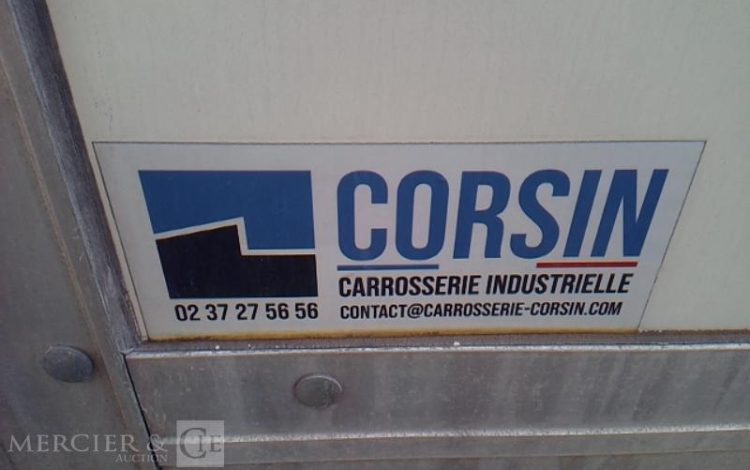 CORSIN
CARROSSERIE INDUSTRIELLE
02 37 27 56 56 CONTACT@CARROSSERIE-CORSIN.COM
MERCIER & CIE
AUCTION